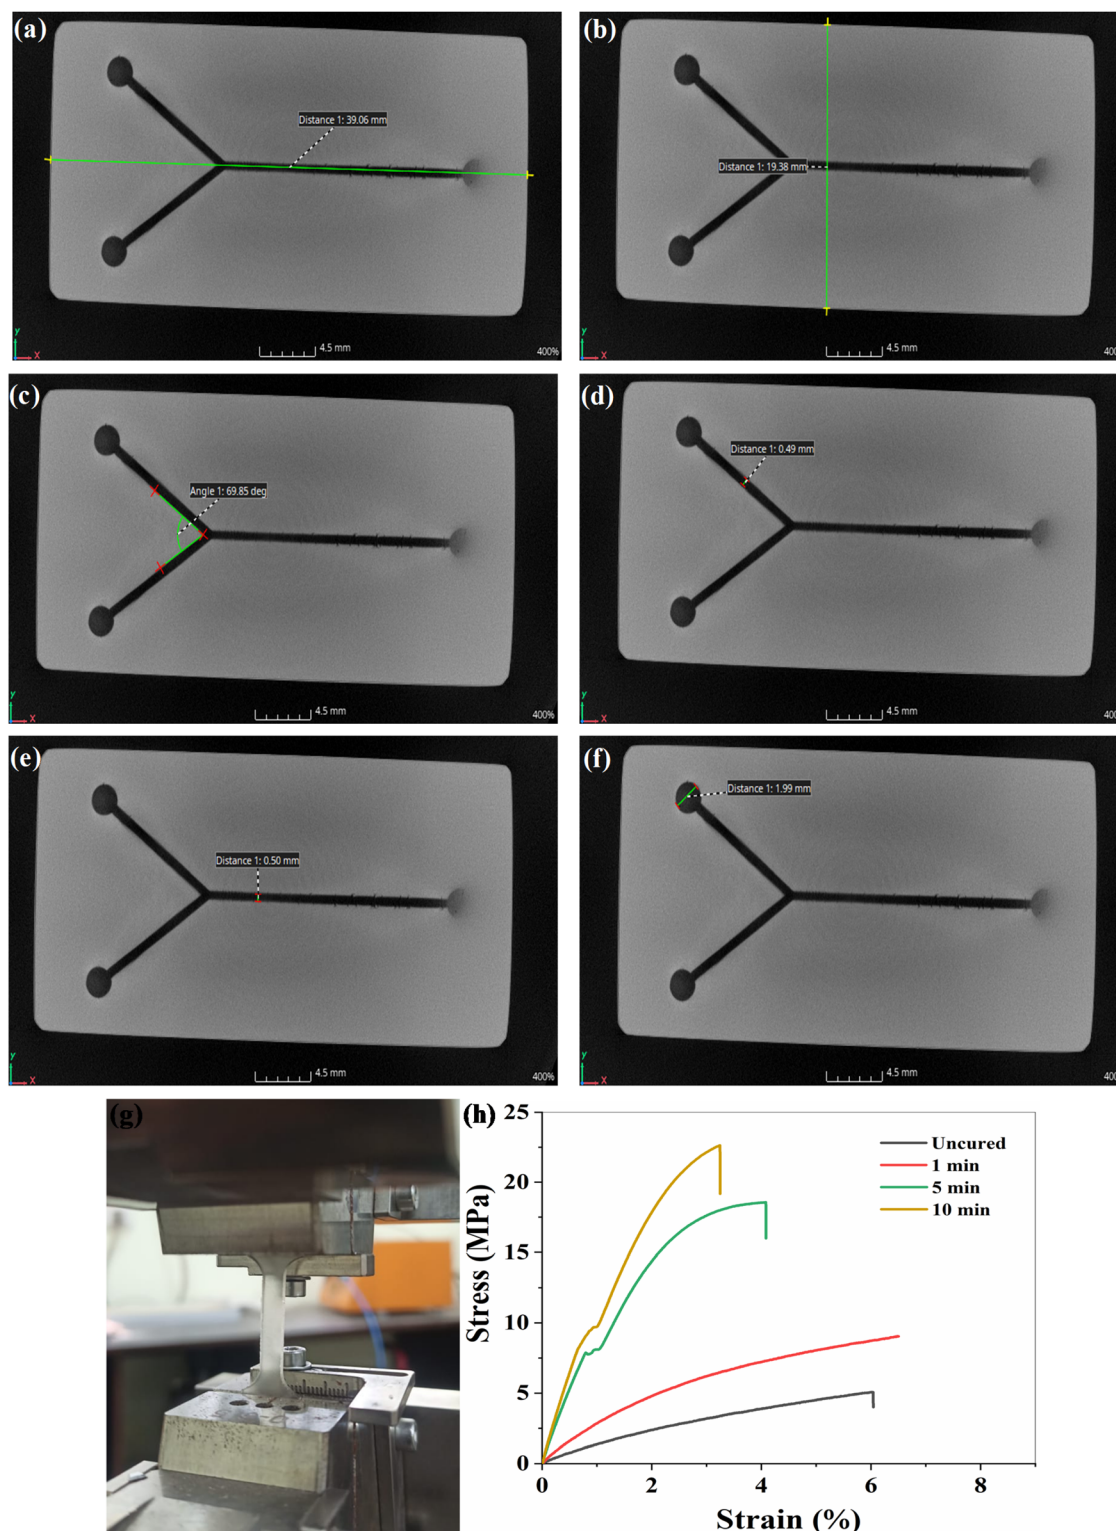 (a)
Distance 1: 39.06 mm
y
x
4.5 mm
400%
(b)
Distance 1: 19.38 mm
y
x
4.5 mm
400
(c)
Angle 1: 69.85 deg
y
x
4.5 mm
400%
(d)
Distance 1: 0.49 mm
y
x
4.5 mm
400
(e)
Distance 1: 0.50 mm
y
x
4.5 mm
400%
(f)
Distance 1: 1.99 mm
y
x
4.5 mm
400
(g)
(h)
25
20
15
10
5
0
Stress (MPa)
Uncured
1 min
5 min
10 min
0 2 4 6 8
Strain (%)